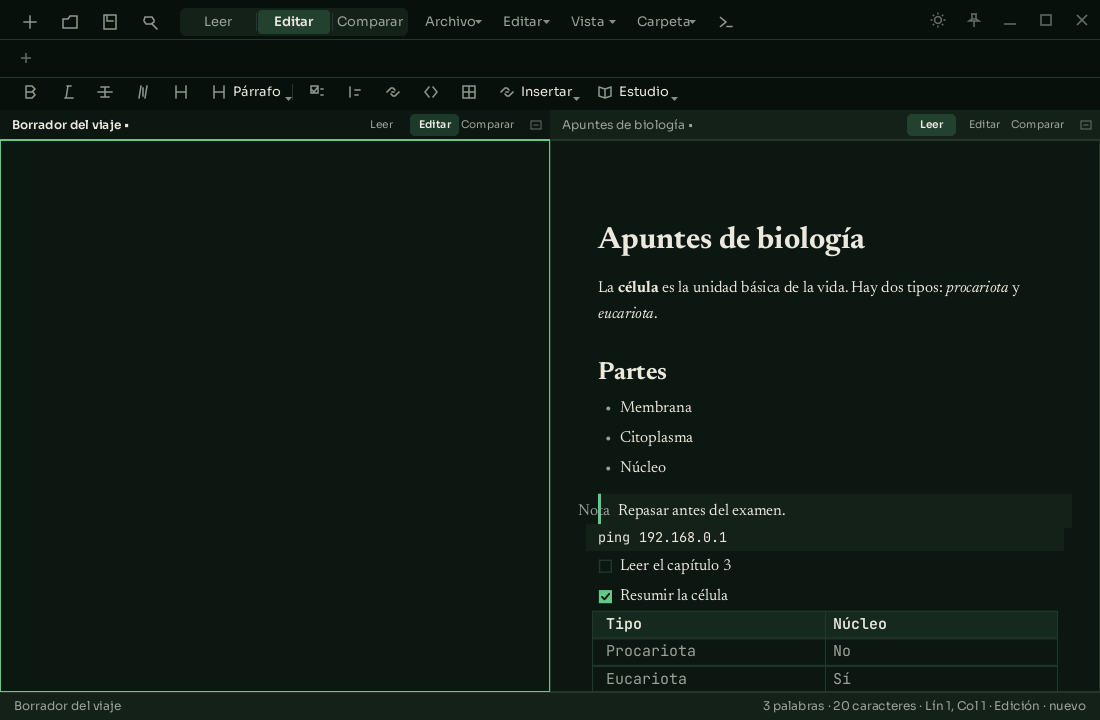 Leer Editar Comparar Archivo Editar Vista Carpeta
Párrafo Insertar Estudio
Borrador del viaje • Leer Editar Comparar
Apuntes de biología • Leer Editar Comparar
Apuntes de biología
La célula es la unidad básica de la vida. Hay dos tipos: procariota y
eucariota.
Partes
• Membrana
• Citoplasma
• Núcleo
Nota Repasar antes del examen.
ping 192.168.0.1
Leer el capítulo 3
Resumir la célula
Tipo Núcleo
Procariota No
Eucariota Sí
Borrador del viaje 3 palabras · 20 caracteres · Lín 1, Col 1 · Edición · nuevo